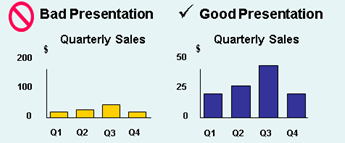 Bad Presentation
Quarterly Sales
$
200
100
0
Q1 Q2 Q3 Q4
Good Presentation
Quarterly Sales
$
50
25
0
Q1 Q2 Q3 Q4